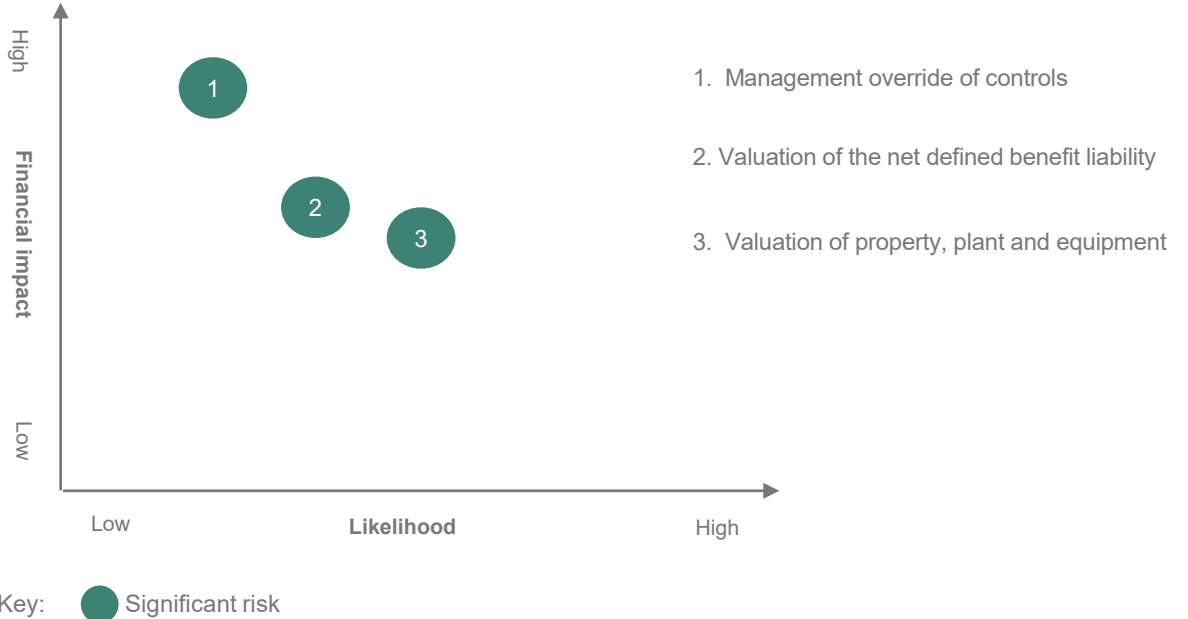 High
1
1. Management override of controls
2. Valuation of the net defined benefit liability
Financial impact
2
3
3. Valuation of property, plant and equipment
Low
Low
Likelihood
High
Key:
Significant risk